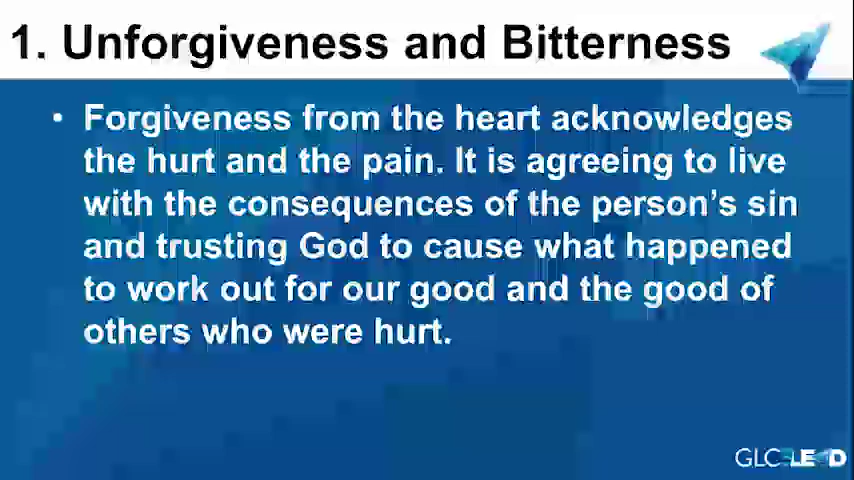 1. Unforgiveness and Bitterness
• Forgiveness from the heart acknowledges
the hurt and the pain. It is agreeing to live
with the consequences of the person's sin
and trusting God to cause what happened
to work out for our good and the good of
others who were hurt.